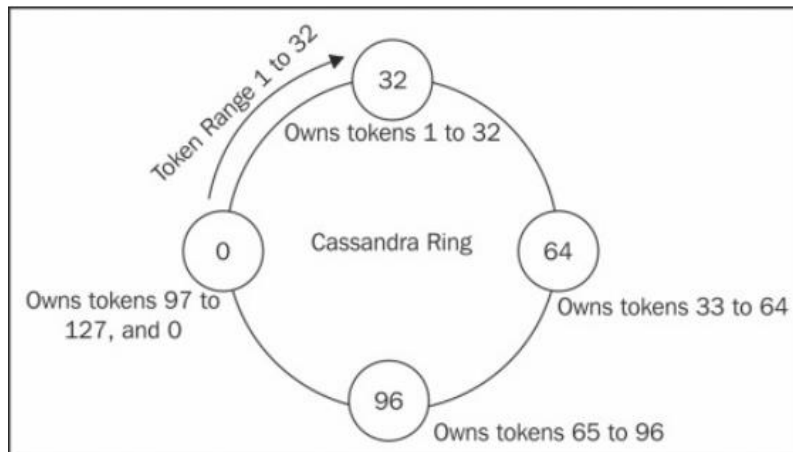 Token Range 1 to 32
32
Owns tokens 1 to 32
0
Cassandra Ring
64
Owns tokens 97 to
127, and 0
Owns tokens 33 to 64
96
Owns tokens 65 to 96